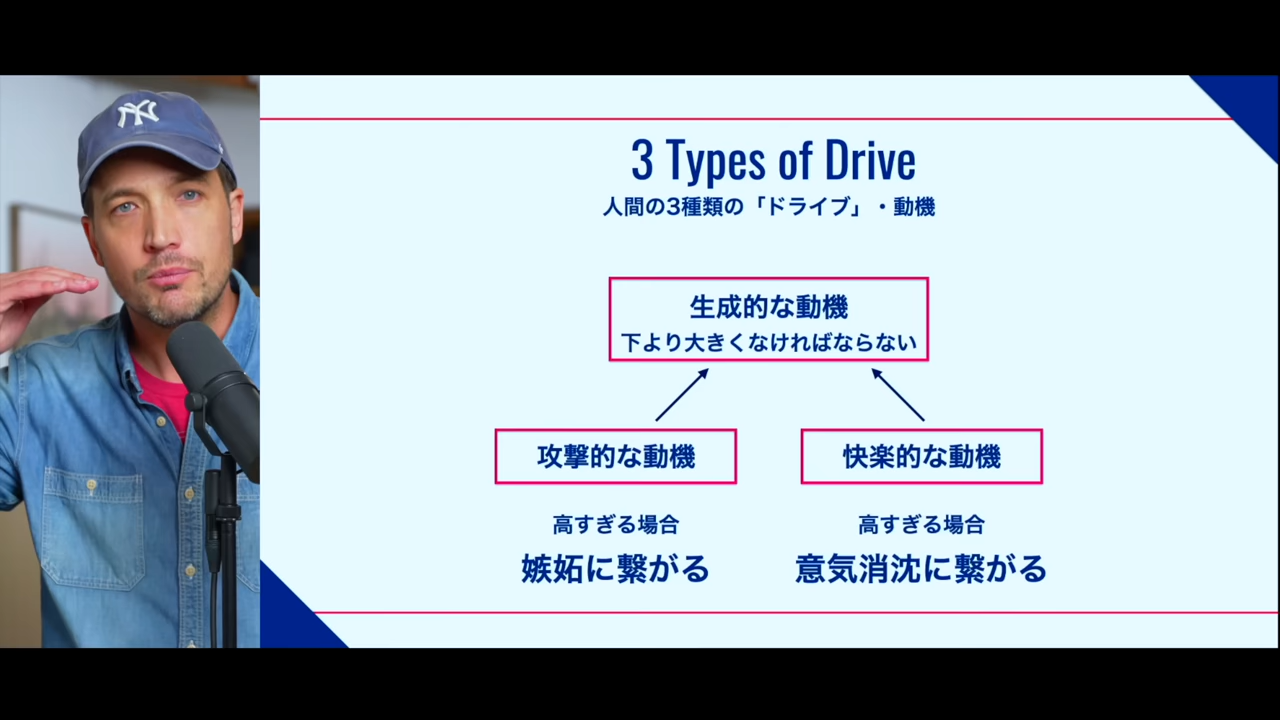 NY
3 Types of Drive
人間の3種類の「ドライブ」・動機
生成的な動機
下より大きくなければならない
攻撃的な動機
快楽的な動機
高すぎる場合
高すぎる場合
嫉妬に繋がる
意気消沈に繋がる